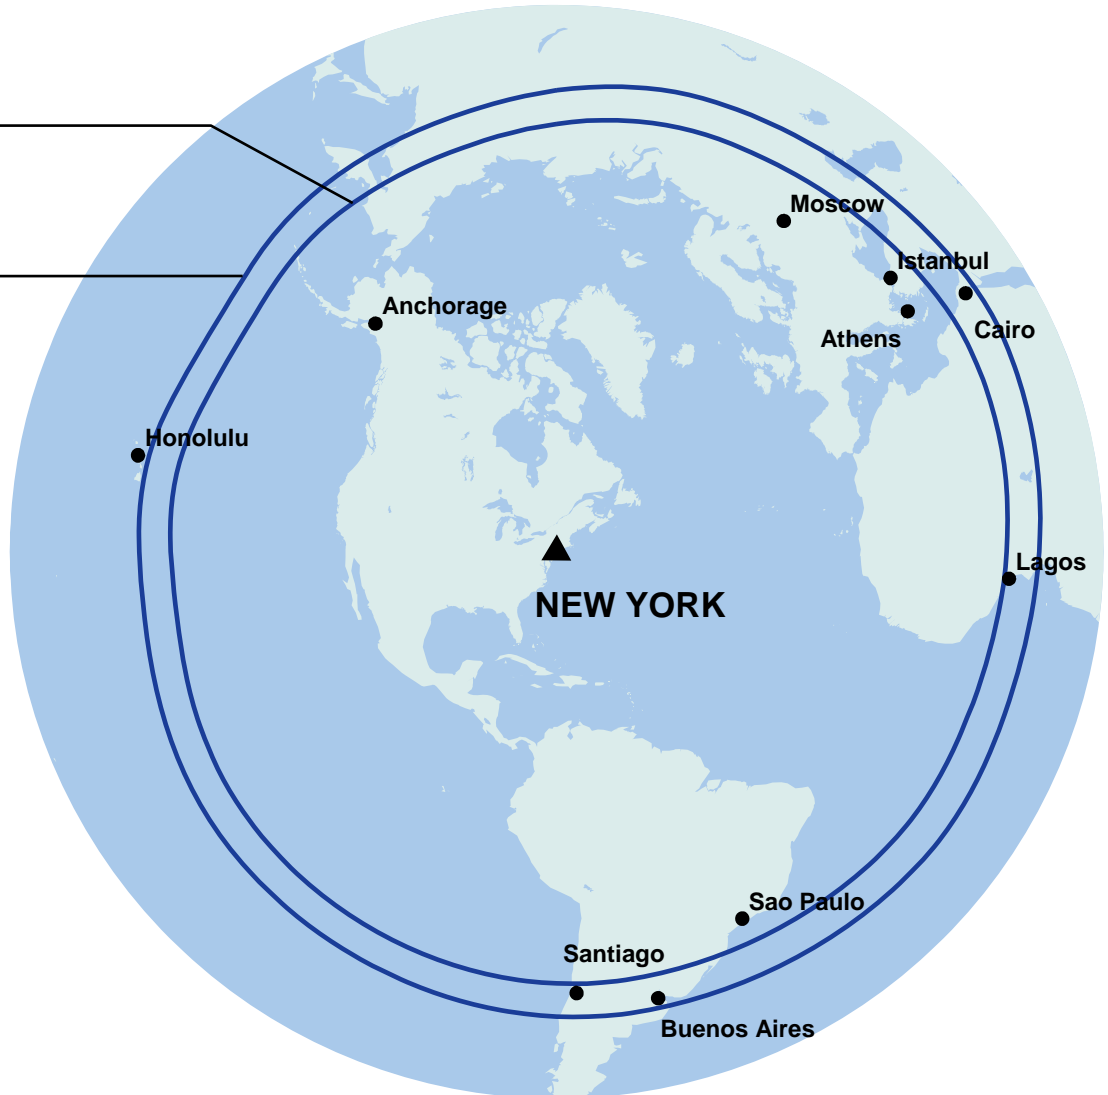 Moscow
Istanbul
Anchorage
Athens
Cairo
Honolulu
Lagos
NEW YORK
Sao Paulo
Santiago
Buenos Aires